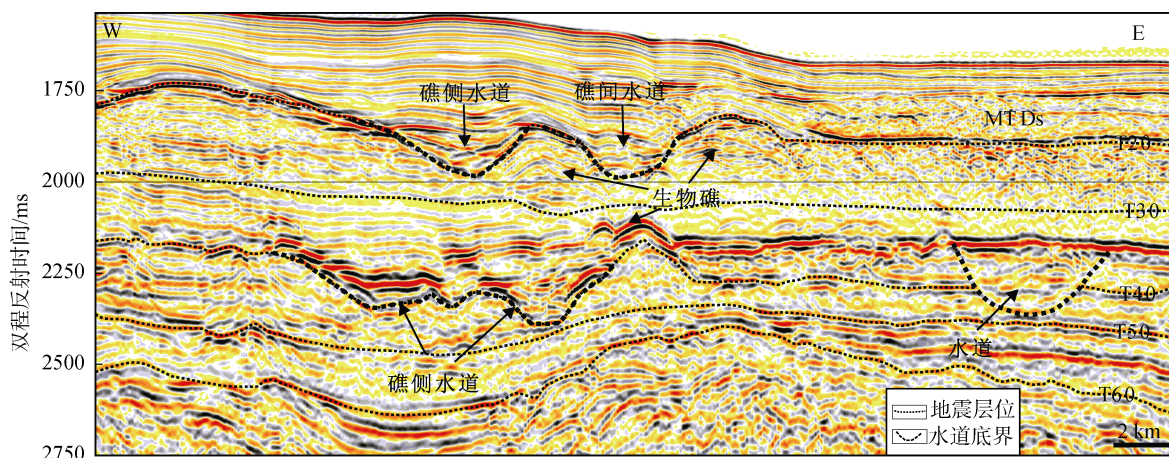 W
E
1750
2000
2250
2500
2750
双程反射时间/ms
礁侧水道
礁间水道
MTDs
T20
生物礁
T30
T40
T50
水道
礁侧水道
T60
地震层位
水道底界
2 km